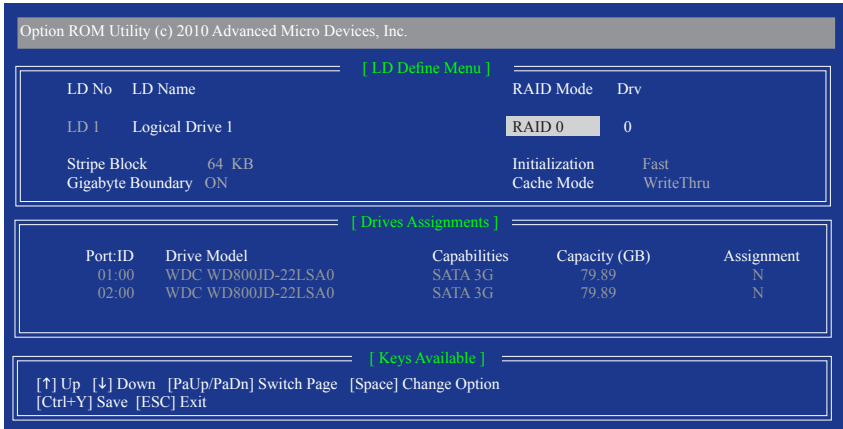 Option ROM Utility (c) 2010 Advanced Micro Devices, Inc.
[ LD Define Menu ]
LD No LD Name RAID Mode Drv
LD 1 Logical Drive 1 RAID 0 0
Stripe Block 64 KB Initialization Fast
Gigabyte Boundary ON Cache Mode WriteThru
[ Drives Assignments ]
Port:ID Drive Model Capabilities Capacity (GB) Assignment
01:00 WDC WD800JD-22LSA0 SATA 3G 79.89 N
02:00 WDC WD800JD-22LSA0 SATA 3G 79.89 N
[ Keys Available ]
[↑] Up [↓] Down [PaUp/PaDn] Switch Page [Space] Change Option
[Ctrl+Y] Save [ESC] Exit